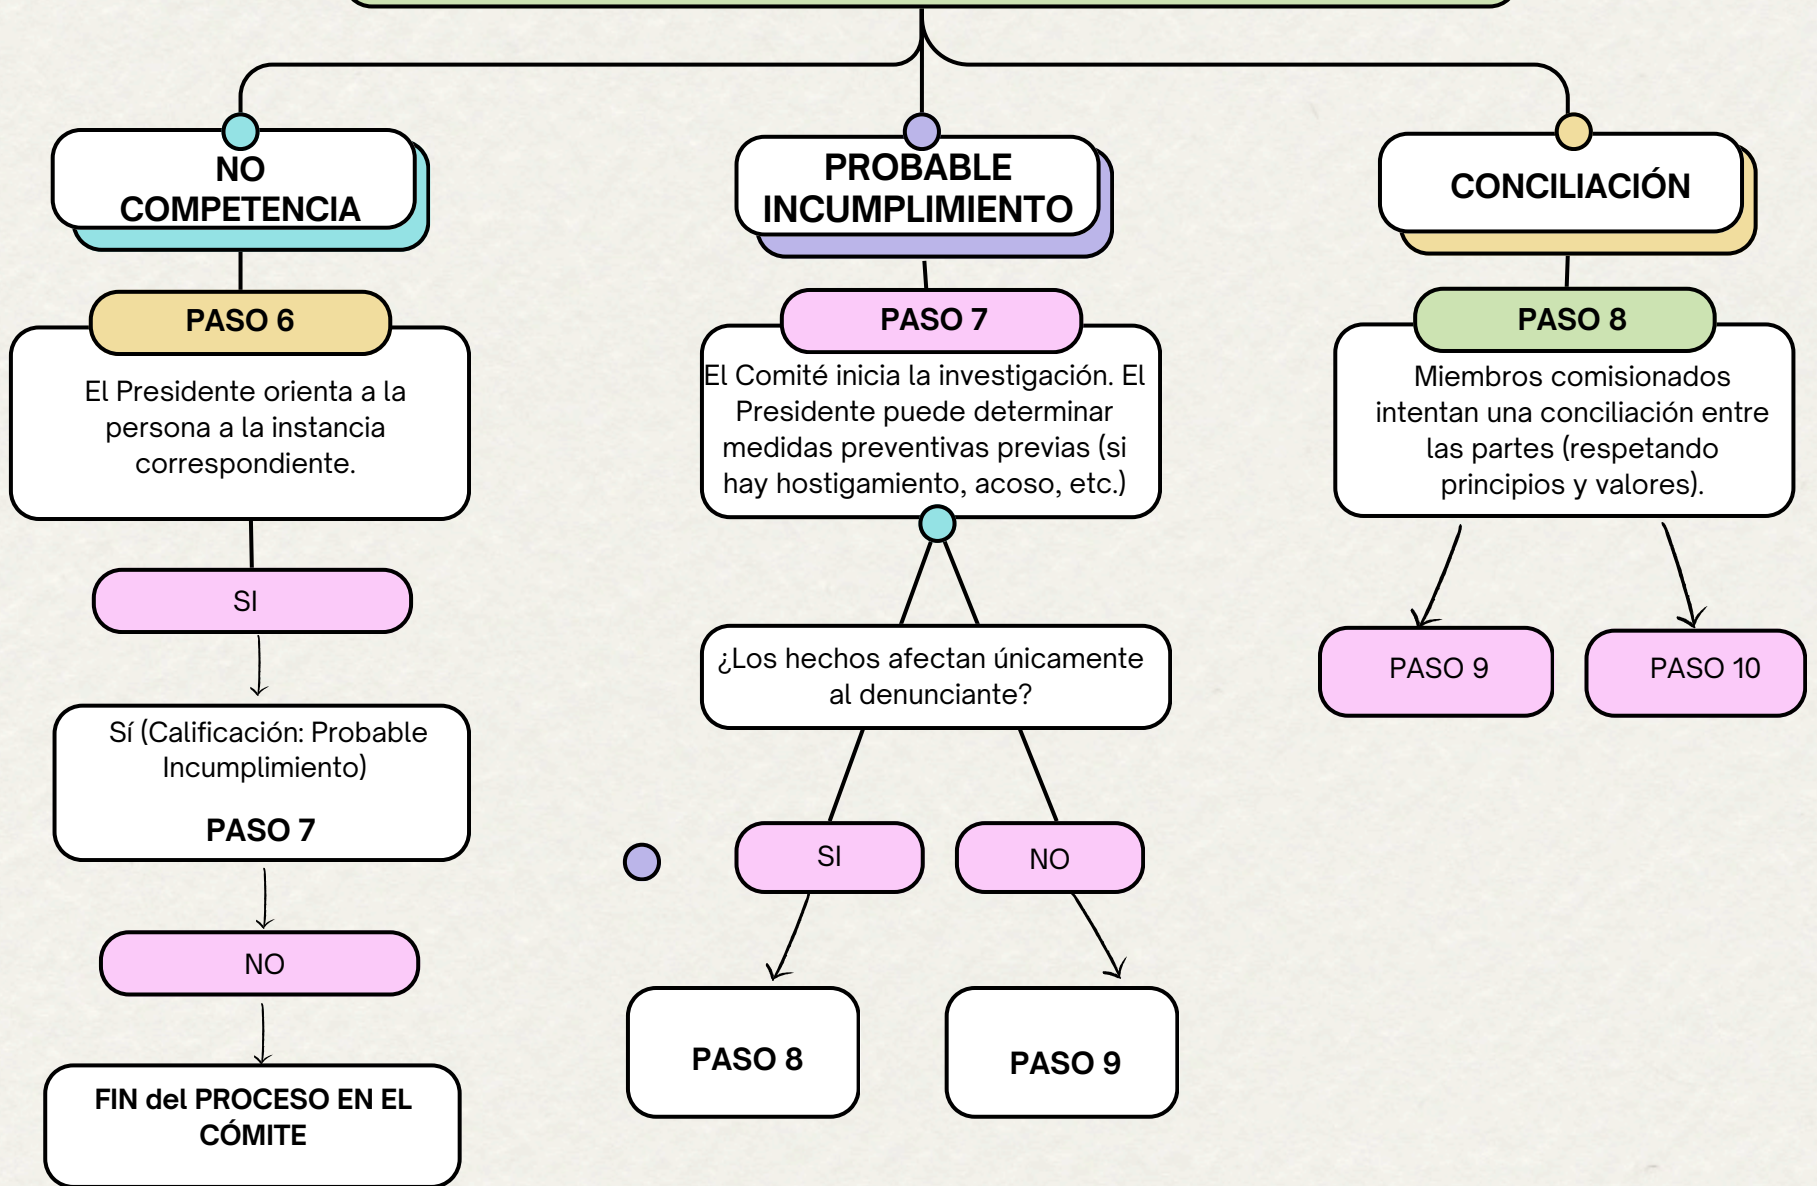 NO
COMPETENCIA
PASO 6
El Presidente orienta a la
persona a la instancia
correspondiente.
SI
Sí (Calificación: Probable
Incumplimiento)
PASO 7
NO
FIN del PROCESO EN EL
CÓMITE
PROBABLE
INCUMPLIMIENTO
PASO 7
El Comité inicia la investigación. El
Presidente puede determinar
medidas preventivas previas (si
hay hostigamiento, acoso, etc.)
¿Los hechos afectan únicamente
al denunciante?
SI
NO
PASO 8
PASO 9
CONCILIACIÓN
PASO 8
Miembros comisionados
intentan una conciliación entre
las partes (respetando
principios y valores).
PASO 9
PASO 10